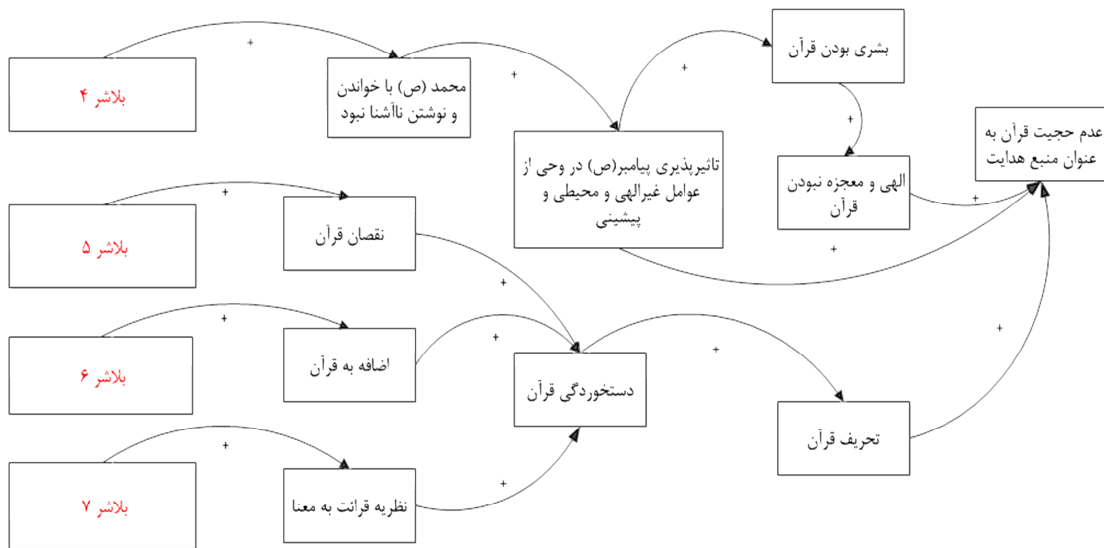 بلاشر ۴
+
محمد (ص) با خواندن
و نوشتن ناآشنا نبود
+
تاثیرپذیری پیامبر(ص) در وحی از
عوامل غیرالهی و محیطی و
پیشینی
+
بشری بودن قرآن
+
الهی و معجزه نبودن
قرآن
+
+
عدم حجیت قرآن به
عنوان منبع هدایت
بلاشر ۵
+
نقصان قرآن
+
بلاشر ۶
+
اضافه به قرآن
+
دستخوردگی قرآن
+
تحریف قرآن
+
بلاشر ۷
+
نظریه قرائت به معنا
+